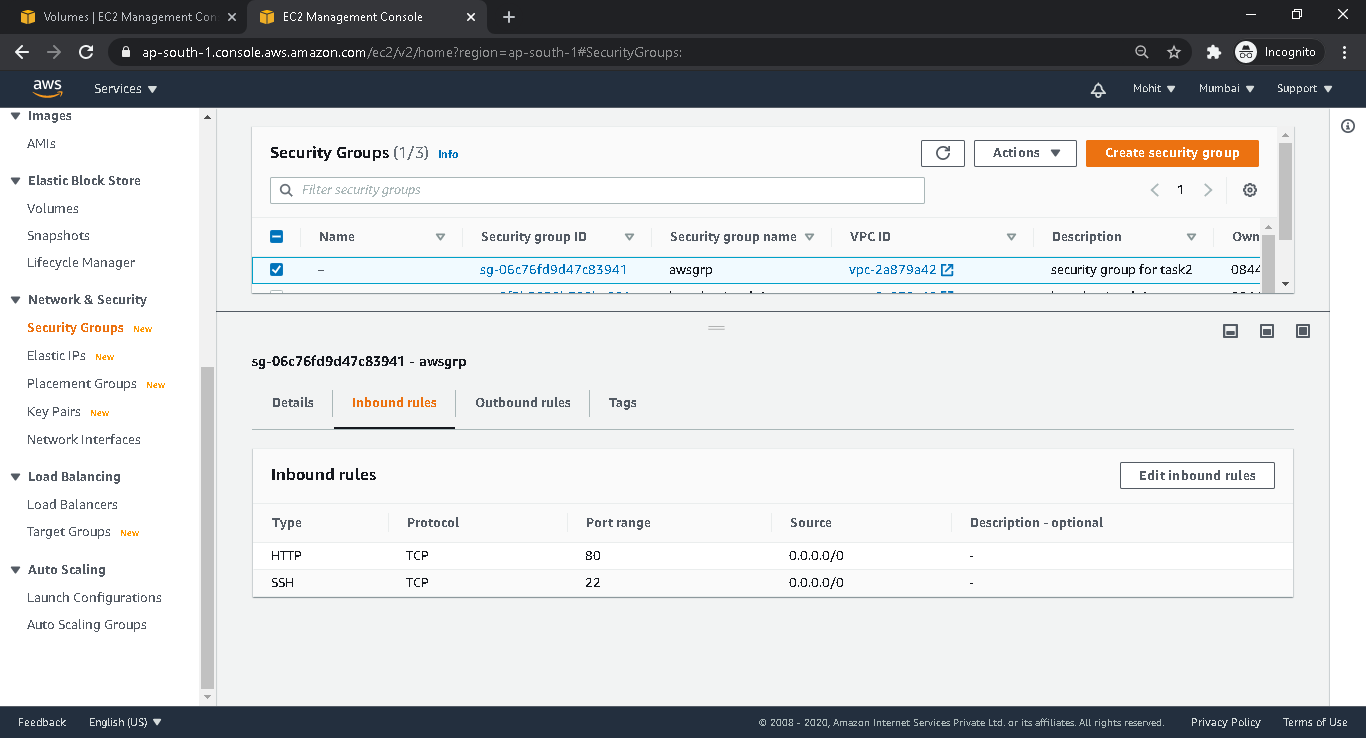 Volumes | EC2 Management Con
EC2 Management Console
ap-south-1.console.aws.amazon.com/ec2/v2/home?region=ap-south-1#SecurityGroups:
Incognito
aws
Services
Mohit
Mumbai
Support
Images
AMIs
Elastic Block Store
Volumes
Snapshots
Lifecycle Manager
Network & Security
Security Groups New
Elastic IPs New
Placement Groups New
Key Pairs New
Network Interfaces
Load Balancing
Load Balancers
Target Groups New
Auto Scaling
Launch Configurations
Auto Scaling Groups
Security Groups (1/3) Info
Actions
Create security group
Filter security groups
1
Name Security group ID Security group name VPC ID Description Own
– sg-06c76fd9d47c83941 awsgrp vpc-2a879a42 security group for task2 0844
sg-06c76fd9d47c83941 - awsgrp
Details Inbound rules Outbound rules Tags
Inbound rules
Edit inbound rules
Type Protocol Port range Source Description - optional
HTTP TCP 80 0.0.0.0/0 -
SSH TCP 22 0.0.0.0/0 -
Feedback English (US) © 2008 - 2020, Amazon Internet Services Private Ltd. or its affiliates. All rights reserved. Privacy Policy Terms of Use